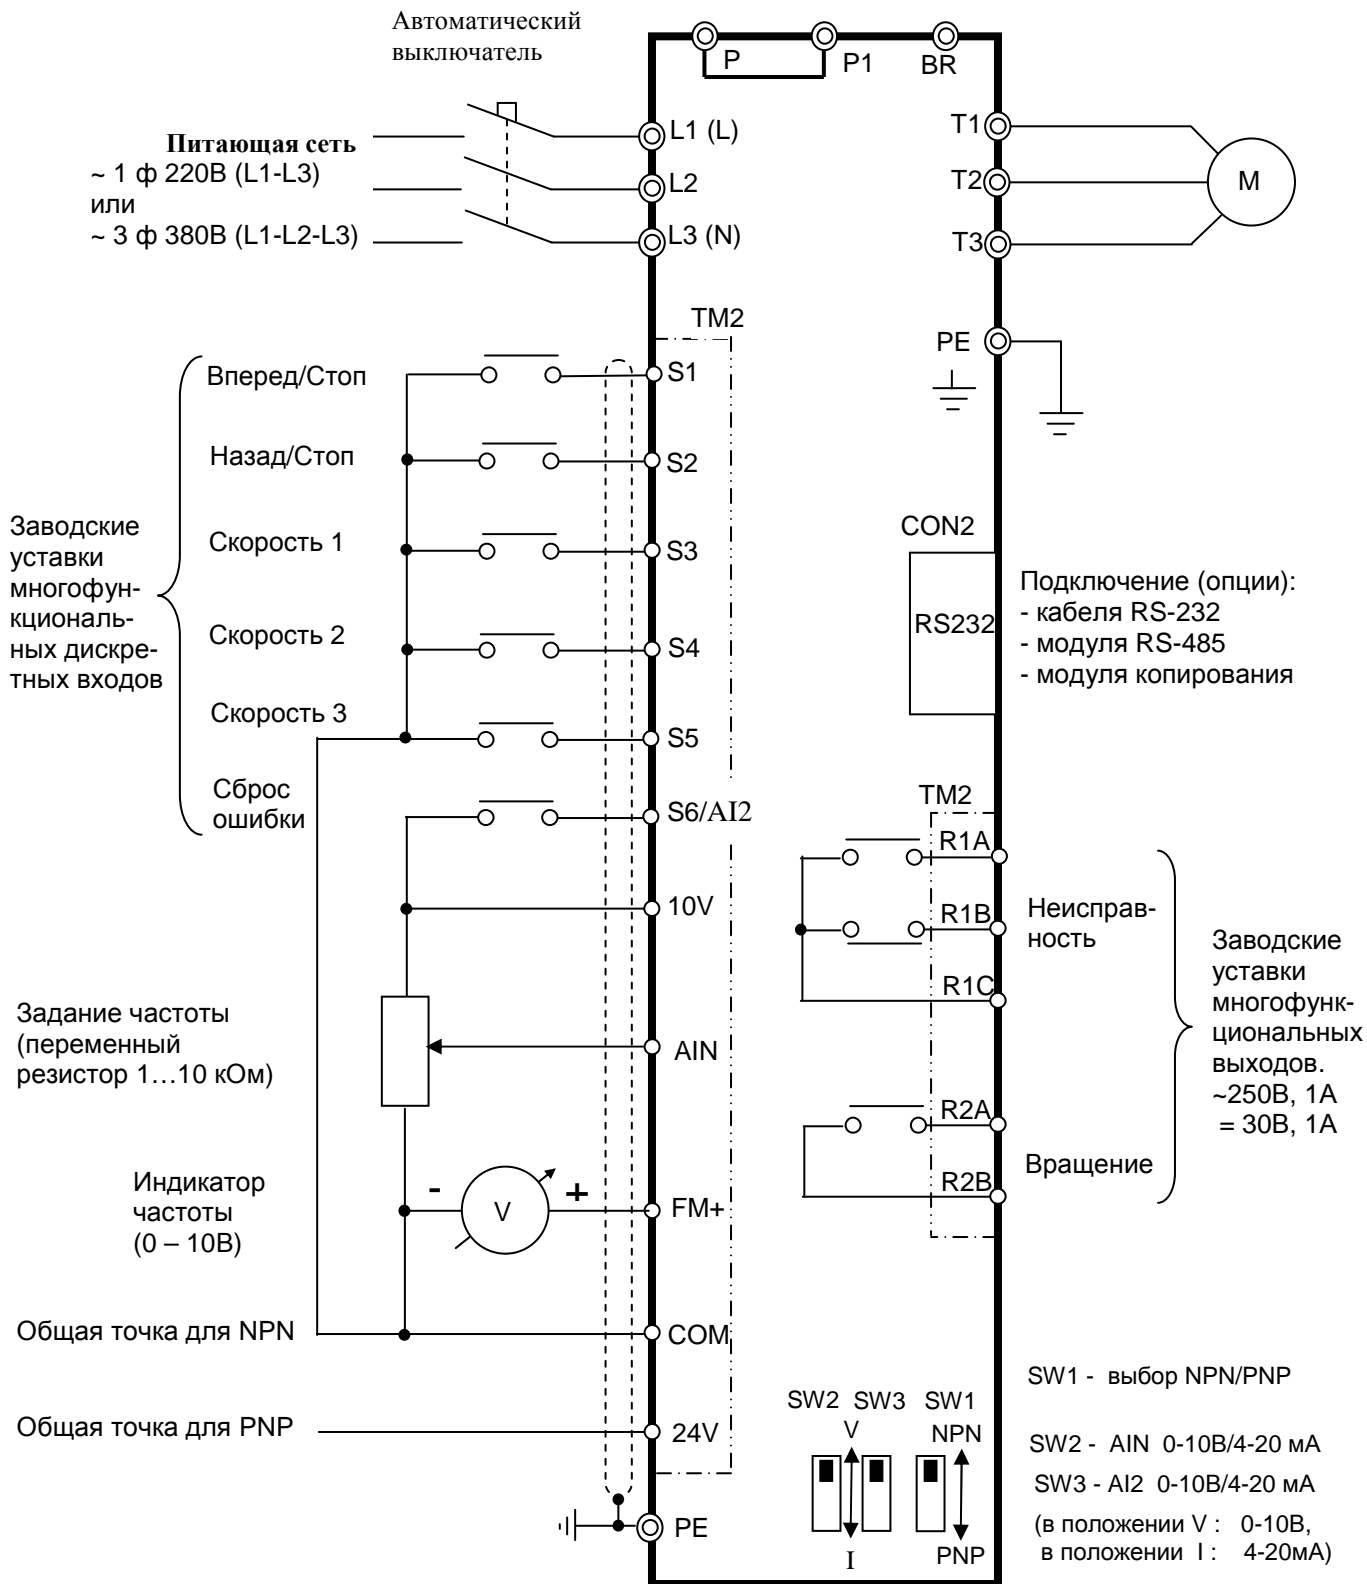 Автоматический
выключатель
P
P1
BR
Питающая сеть
~ 1 ф 220В (L1-L3)
или
~ 3 ф 380В (L1-L2-L3)
L1 (L)
L2
L3 (N)
T1
T2
T3
M
PE
TM2
Вперед/Стоп
S1
Назад/Стоп
S2
Скорость 1
S3
Скорость 2
S4
Скорость 3
S5
Сброс
ошибки
S6/AI2
Заводские
уставки
многофун-
кциональ-
ных дискре-
тных входов
CON2
RS232
Подключение (опции):
- кабеля RS-232
- модуля RS-485
- модуля копирования
10V
Задание частоты
(переменный
резистор 1…10 кОм)
AIN
Индикатор
частоты
(0 – 10В)
-
V
+
FM+
Общая точка для NPN
COM
Общая точка для PNP
24V
PE
TM2
R1A
R1B
R1C
Неисправ-
ность
R2A
R2B
Вращение
Заводские
уставки
многофунк-
циональных
выходов.
~250В, 1А
= 30В, 1А
SW2 SW3 SW1
V
NPN
I
PNP
SW1 - выбор NPN/PNP
SW2 - AIN 0-10В/4-20 мА
SW3 - AI2 0-10В/4-20 мА
(в положении V : 0-10В,
в положении I : 4-20мА)